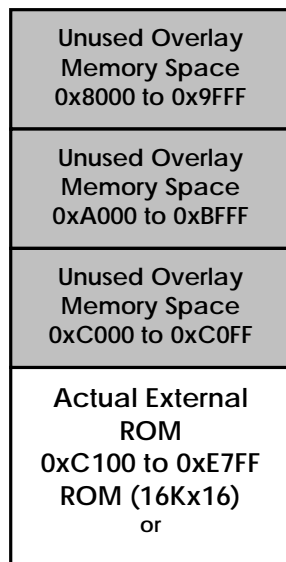 Unused Overlay
Memory Space
0x8000 to 0x9FFF
Unused Overlay
Memory Space
0xA000 to 0xBFFF
Unused Overlay
Memory Space
0xC000 to 0xC0FF
Actual External
ROM
0xC100 to 0xE7FF
ROM (16Kx16)
or